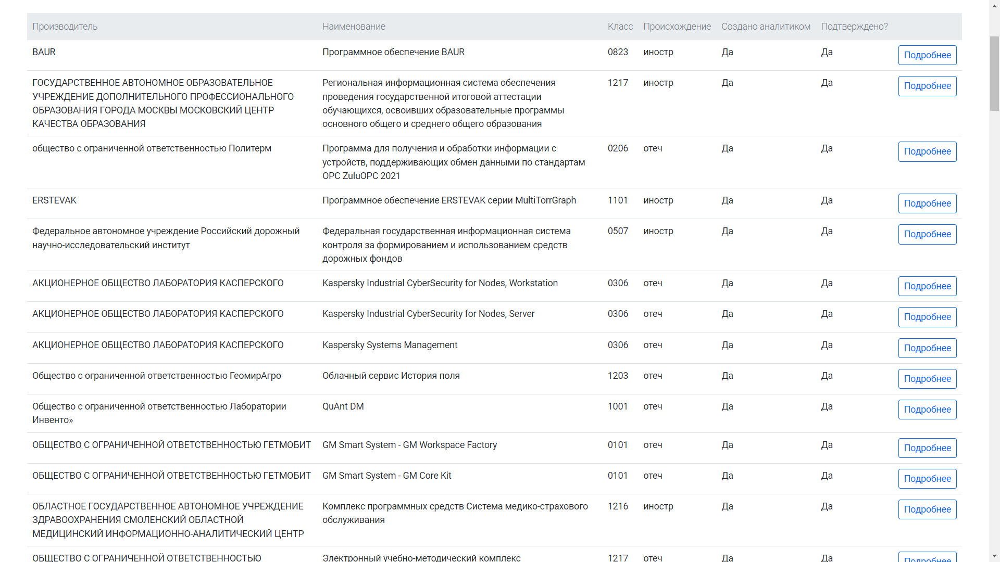 Производитель Наименование Класс Происхождение Создано аналитиком Подтверждено?
BAUR Программное обеспечение BAUR 0823 иностр Да Да Подробнее
ГОСУДАРСТВЕННОЕ АВТОНОМНОЕ ОБРАЗОВАТЕЛЬНОЕ
УЧРЕЖДЕНИЕ ДОПОЛНИТЕЛЬНОГО ПРОФЕССИОНАЛЬНОГО
ОБРАЗОВАНИЯ ГОРОДА МОСКВЫ МОСКОВСКИЙ ЦЕНТР
КАЧЕСТВА ОБРАЗОВАНИЯ
Региональная информационная система обеспечения
проведения государственной итоговой аттестации
обучающихся, освоивших образовательные программы
основного общего и среднего общего образования
1217 иностр Да Да Подробнее
общество с ограниченной ответственностью Политерм
Программа для получения и обработки информации с
устройств, поддерживающих обмен данными по стандартам
OPC ZuluOPC 2021
0206 отеч Да Да Подробнее
ERSTEVAK Программное обеспечение ERSTEVAK серии MultiTorrGraph 1101 иностр Да Да Подробнее
Федеральное автономное учреждение Российский дорожный
научно-исследовательский институт
Федеральная государственная информационная система
контроля за формированием и использованием средств
дорожных фондов
0507 иностр Да Да Подробнее
АКЦИОНЕРНОЕ ОБЩЕСТВО ЛАБОРАТОРИЯ КАСПЕРСКОГО Kaspersky Industrial CyberSecurity for Nodes, Workstation 0306 отеч Да Да Подробнее
АКЦИОНЕРНОЕ ОБЩЕСТВО ЛАБОРАТОРИЯ КАСПЕРСКОГО Kaspersky Industrial CyberSecurity for Nodes, Server 0306 отеч Да Да Подробнее
АКЦИОНЕРНОЕ ОБЩЕСТВО ЛАБОРАТОРИЯ КАСПЕРСКОГО Kaspersky Systems Management 0306 отеч Да Да Подробнее
Общество с ограниченной ответственностью ГеомирАгро Облачный сервис История поля 1203 отеч Да Да Подробнее
Общество с ограниченной ответственностью Лаборатории
Инвенто»
QuAnt DM 1001 отеч Да Да Подробнее
ОБЩЕСТВО С ОГРАНИЧЕННОЙ ОТВЕТСТВЕННОСТЬЮ ГЕТМОБИТ GM Smart System - GM Workspace Factory 0101 отеч Да Да Подробнее
ОБЩЕСТВО С ОГРАНИЧЕННОЙ ОТВЕТСТВЕННОСТЬЮ ГЕТМОБИТ GM Smart System - GM Core Kit 0101 отеч Да Да Подробнее
ОБЛАСТНОЕ ГОСУДАРСТВЕННОЕ АВТОНОМНОЕ УЧРЕЖДЕНИЕ
ЗДРАВООХРАНЕНИЯ СМОЛЕНСКИЙ ОБЛАСТНОЙ
МЕДИЦИНСКИЙ ИНФОРМАЦИОННО-АНАЛИТИЧЕСКИЙ ЦЕНТР
Комплекс программных средств Система медико-страхового
обслуживания
1216 иностр Да Да Подробнее
ОБЩЕСТВО С ОГРАНИЧЕННОЙ ОТВЕТСТВЕННОСТЬЮ Электронный учебно-методический комплекс 1217 отеч Да Да Подробнее